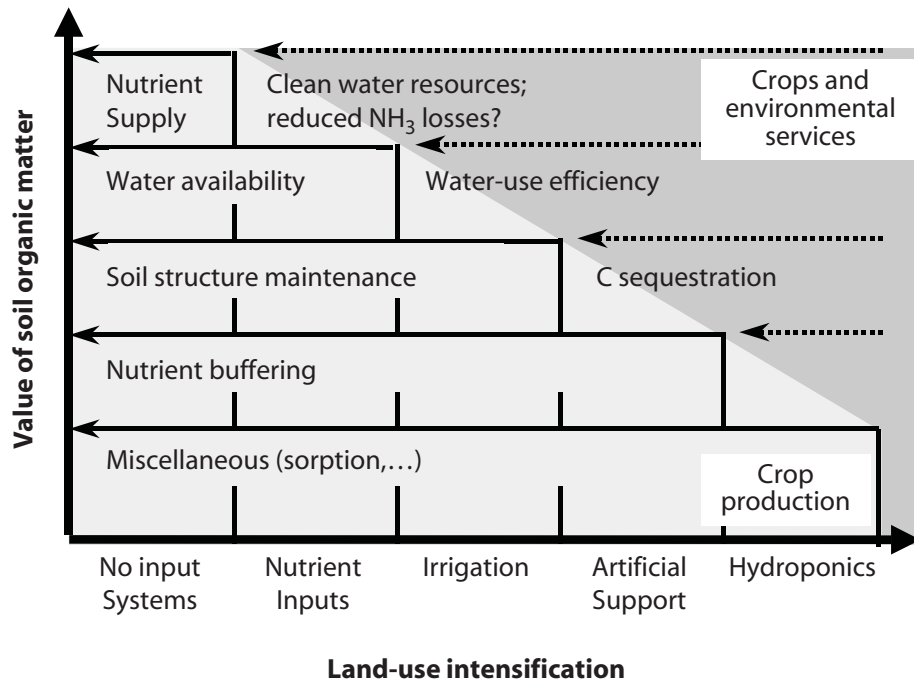 Value of soil organic matter
Nutrient
Supply
Clean water resources;
reduced NH₃ losses?
Crops and
environmental
services
Water availability
Water-use efficiency
Soil structure maintenance
C sequestration
Nutrient buffering
Miscellaneous (sorption,...)
Crop
production
No input
Systems
Nutrient
Inputs
Irrigation
Artificial
Support
Hydroponics
Land-use intensification